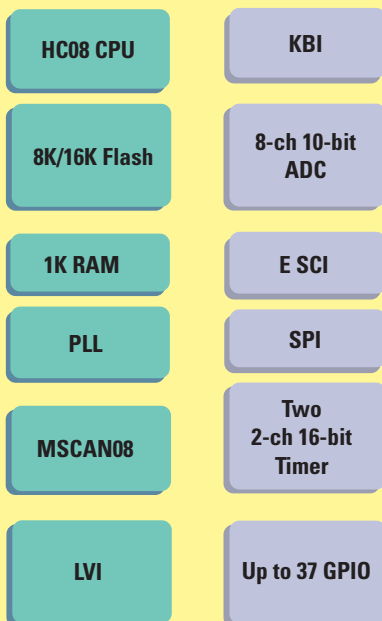 HC08 CPU
KBI
8K/16K Flash
8-ch 10-bit
ADC
1K RAM
E SCI
PLL
SPI
MSCAN08
Two
2-ch 16-bit
Timer
LVI
Up to 37 GPIO